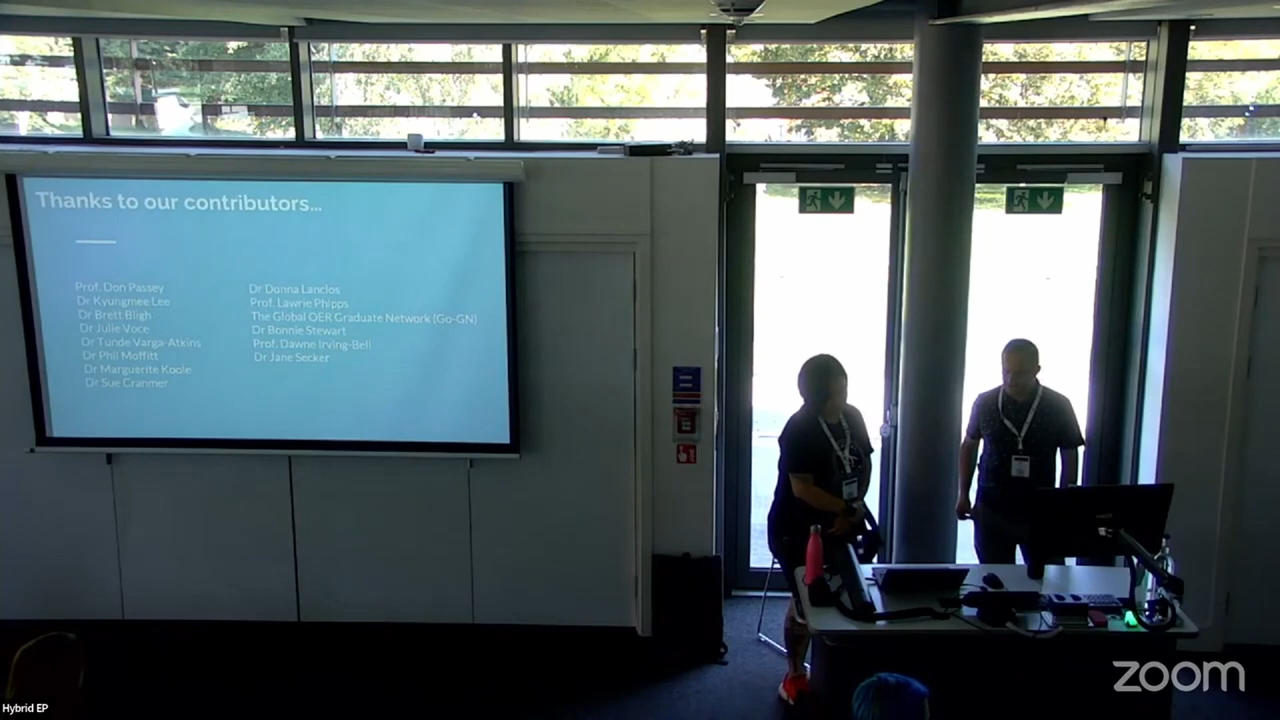 Thanks to our contributors...
Prof. Don Passey
Dr Kyungmee Lee
Dr Brett Bligh
Dr Julie Voce
Dr Tunde Varga-Atkins
Dr Phil Moffitt
Dr Marguerite Koole
Dr Sue Cranmer
Dr Donna Lanclos
Prof. Lawrie Phipps
The Global OER Graduate Network (Go-GN)
Dr Bonnie Stewart
Prof. Dawne Irving-Bell
Dr Jane Secker
zoom
Hybrid EP